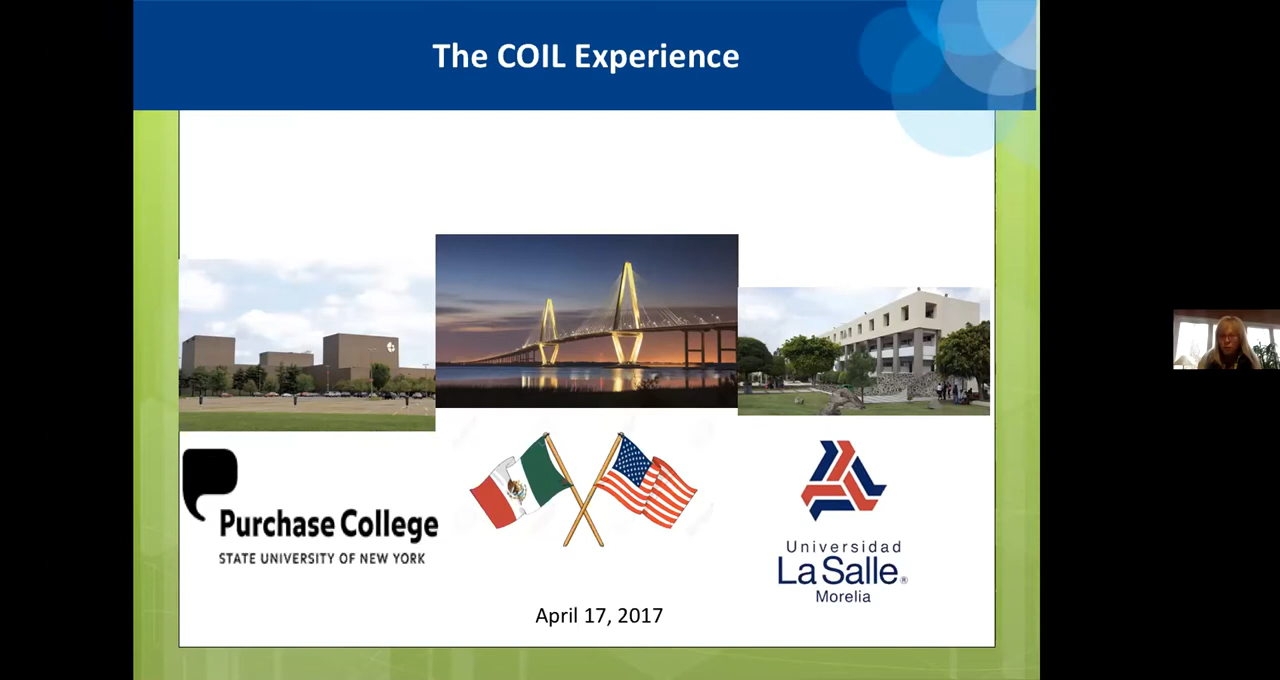 The COIL Experience
Purchase College
STATE UNIVERSITY OF NEW YORK
Universidad
La Salle®
Morelia
April 17, 2017